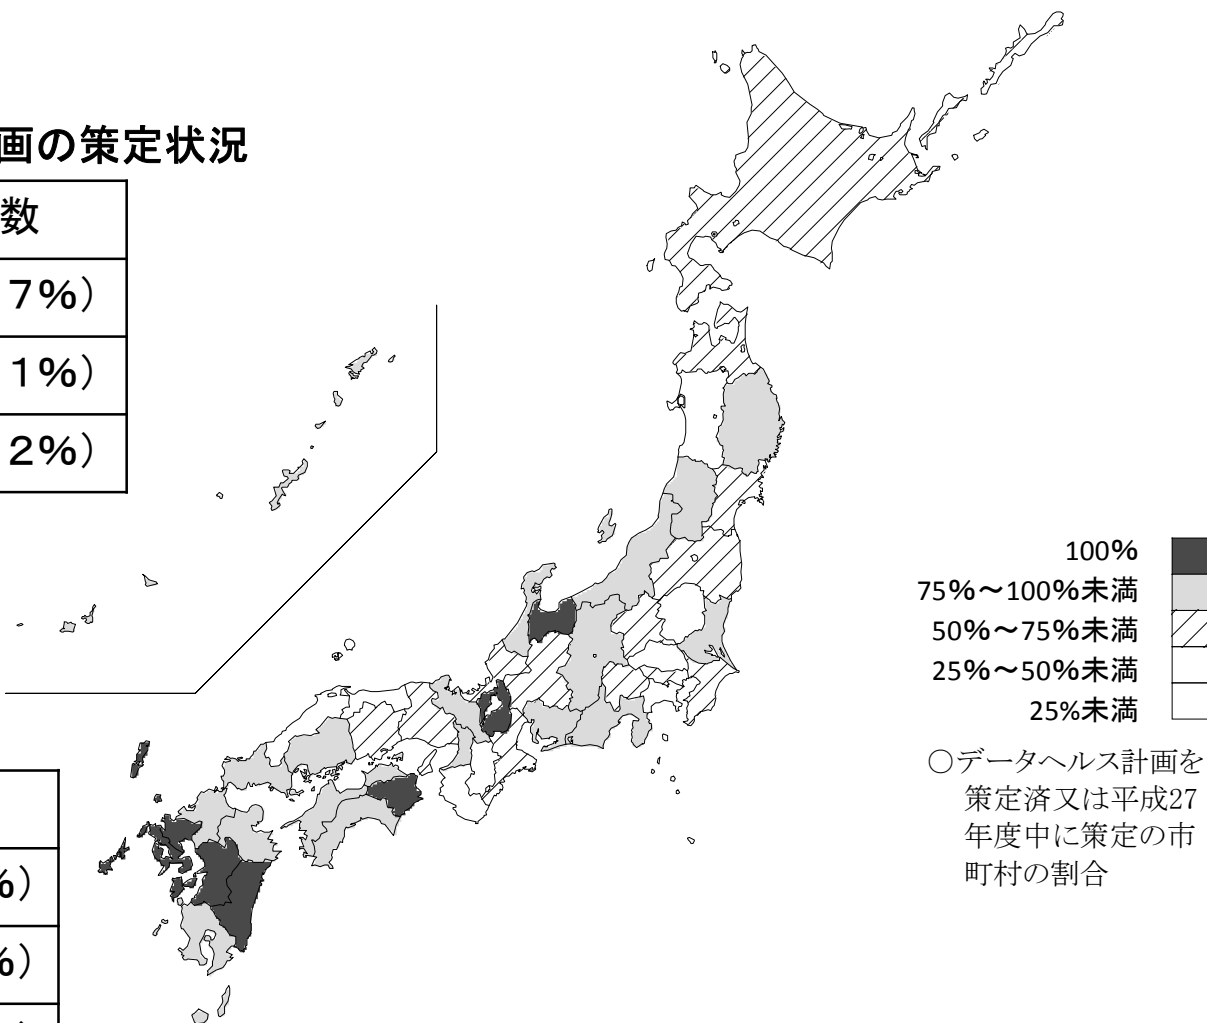 画の策定状況
数
7%）
1%）
2%）
100%
75%～100%未満
50%～75%未満
25%～50%未満
25%未満
○データヘルス計画を
策定済又は平成27
年度中に策定の市
町村の割合
%）
%）